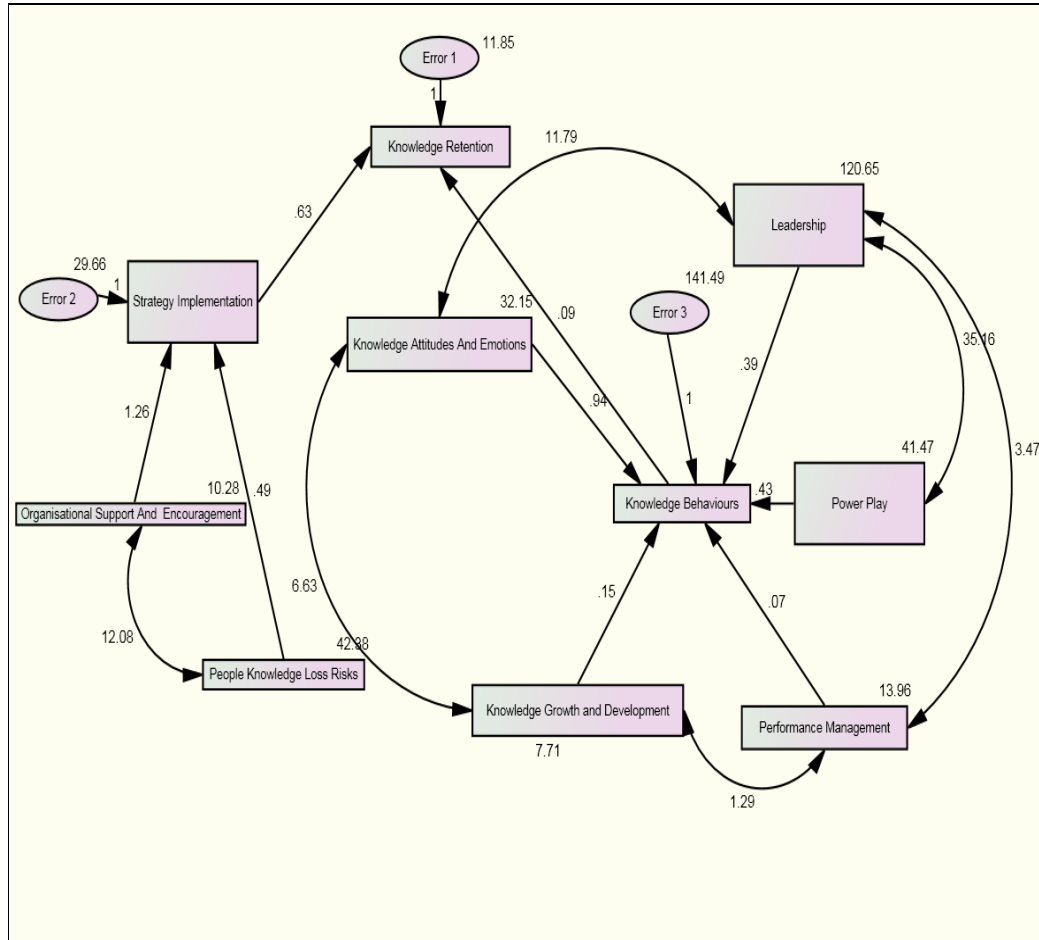 Error 1
11.85
1
Knowledge Retention
11.79
120.65
Leadership
.63
29.66
Error 2
1
Strategy Implementation
141.49
Error 3
32.15
.09
Knowledge Attitudes And Emotions
35.16
.39
1.26
.94
1
3.47
41.47
10.28
.49
Organisational Support And Encouragement
Knowledge Behaviours
.43
Power Play
6.63
.15
.07
12.08
42.88
People Knowledge Loss Risks
13.96
Knowledge Growth and Development
Performance Management
7.71
1.29